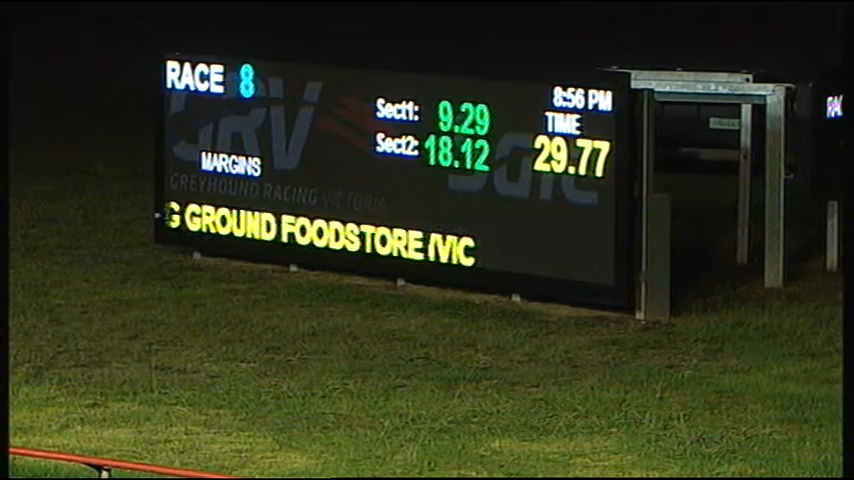 RACE 8
8:56 PM
Sect1: 9.29
TIME
Sect2: 18.12
29.77
GRV
MARGINS
SGIC
GREYHOUND RACING VICTORIA
G GROUND FOODSTORE /VIC